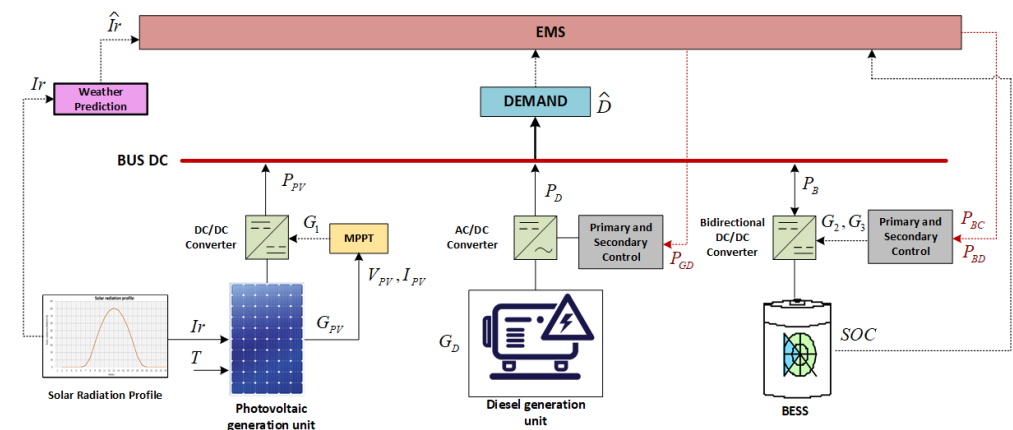 Îr
EMS
Ir
Weather
Prediction
DEMAND
D̂
BUS DC
P_PV
P_D
P_B
DC/DC
Converter
G_1
MPPT
AC/DC
Converter
Primary and
Secondary
Control
P_GD
Bidirectional
DC/DC
Converter
G_2, G_3
Primary and
Secondary
Control
P_BC
P_BD
V_PV, I_PV
Solar radiation profile
Ir
T
G_PV
G_D
SOC
Solar Radiation Profile
Photovoltaic
generation unit
Diesel generation
unit
BESS